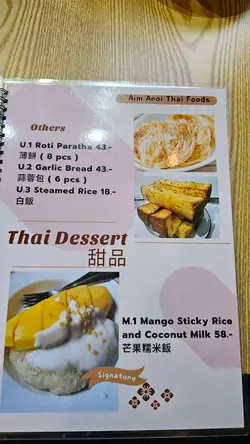 Aim Aroi Thai Foods
Others
U.1 Roti Paratha 43.-
薄餅 ( 8 pcs )
U.2 Garlic Bread 43.-
蒜蓉包 ( 6 pcs )
U.3 Steamed Rice 18.-
白飯
Thai Dessert
甜品
M.1 Mango Sticky Rice
and Coconut Milk 58.-
芒果糯米飯
Signature